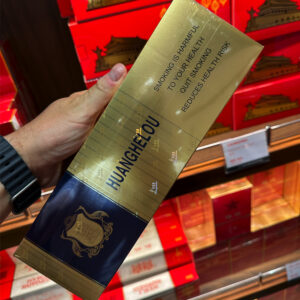 SMOKING IS HARMFUL
TO YOUR HEALTH
QUIT SMOKING
REDUCES HEALTH RISK
HUANGHELOU